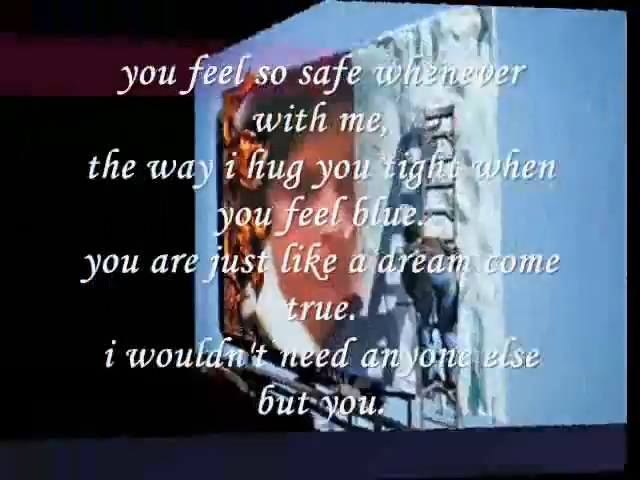 you feel so safe whenever
with me,
the way i hug you tight when
you feel blue.
you are just like a dream come
true.
i wouldn't need anyone else
but you.